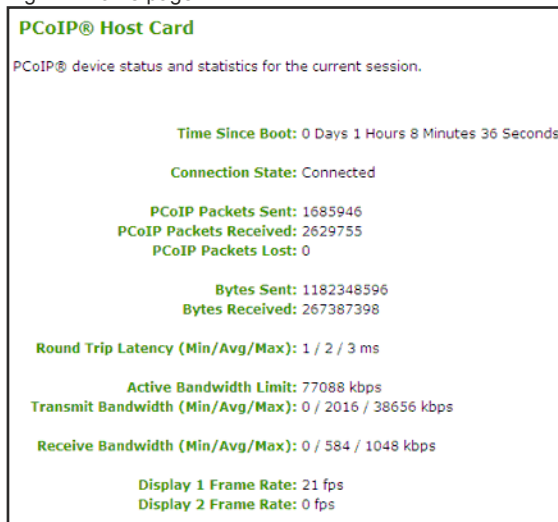 PCoIP® Host Card
PCoIP® device status and statistics for the current session.
Time Since Boot: 0 Days 1 Hours 8 Minutes 36 Seconds
Connection State: Connected
PCoIP Packets Sent: 1685946
PCoIP Packets Received: 2629755
PCoIP Packets Lost: 0
Bytes Sent: 1182348596
Bytes Received: 267387398
Round Trip Latency (Min/Avg/Max): 1 / 2 / 3 ms
Active Bandwidth Limit: 77088 kbps
Transmit Bandwidth (Min/Avg/Max): 0 / 2016 / 38656 kbps
Receive Bandwidth (Min/Avg/Max): 0 / 584 / 1048 kbps
Display 1 Frame Rate: 21 fps
Display 2 Frame Rate: 0 fps